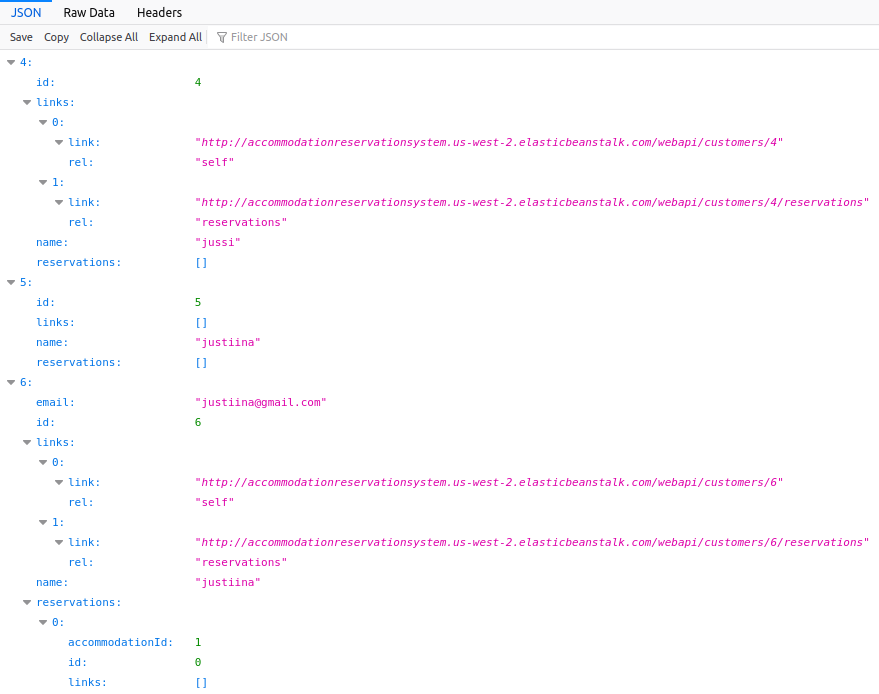 JSON Raw Data Headers
Save Copy Collapse All Expand All Filter JSON
4:
id: 4
links:
0:
link: "http://accommodationreservationsystem.us-west-2.elasticbeanstalk.com/webapi/customers/4"
rel: "self"
1:
link: "http://accommodationreservationsystem.us-west-2.elasticbeanstalk.com/webapi/customers/4/reservations"
rel: "reservations"
name: "jussi"
reservations: []
5:
id: 5
links: []
name: "justiina"
reservations: []
6:
email: "justiina@gmail.com"
id: 6
links:
0:
link: "http://accommodationreservationsystem.us-west-2.elasticbeanstalk.com/webapi/customers/6"
rel: "self"
1:
link: "http://accommodationreservationsystem.us-west-2.elasticbeanstalk.com/webapi/customers/6/reservations"
rel: "reservations"
name: "justiina"
reservations:
0:
accommodationId: 1
id: 0
links: []